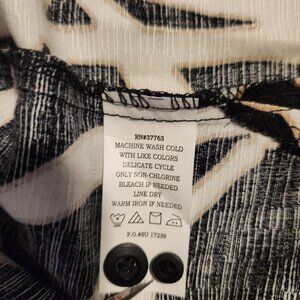 RN#37763
MACHINE WASH COLD
WITH LIKE COLORS
DELICATE CYCLE
ONLY NON-CHLORINE
BLEACH IF NEEDED
LINE DRY
WARM IRON IF NEEDED
P.O.#8U 17239